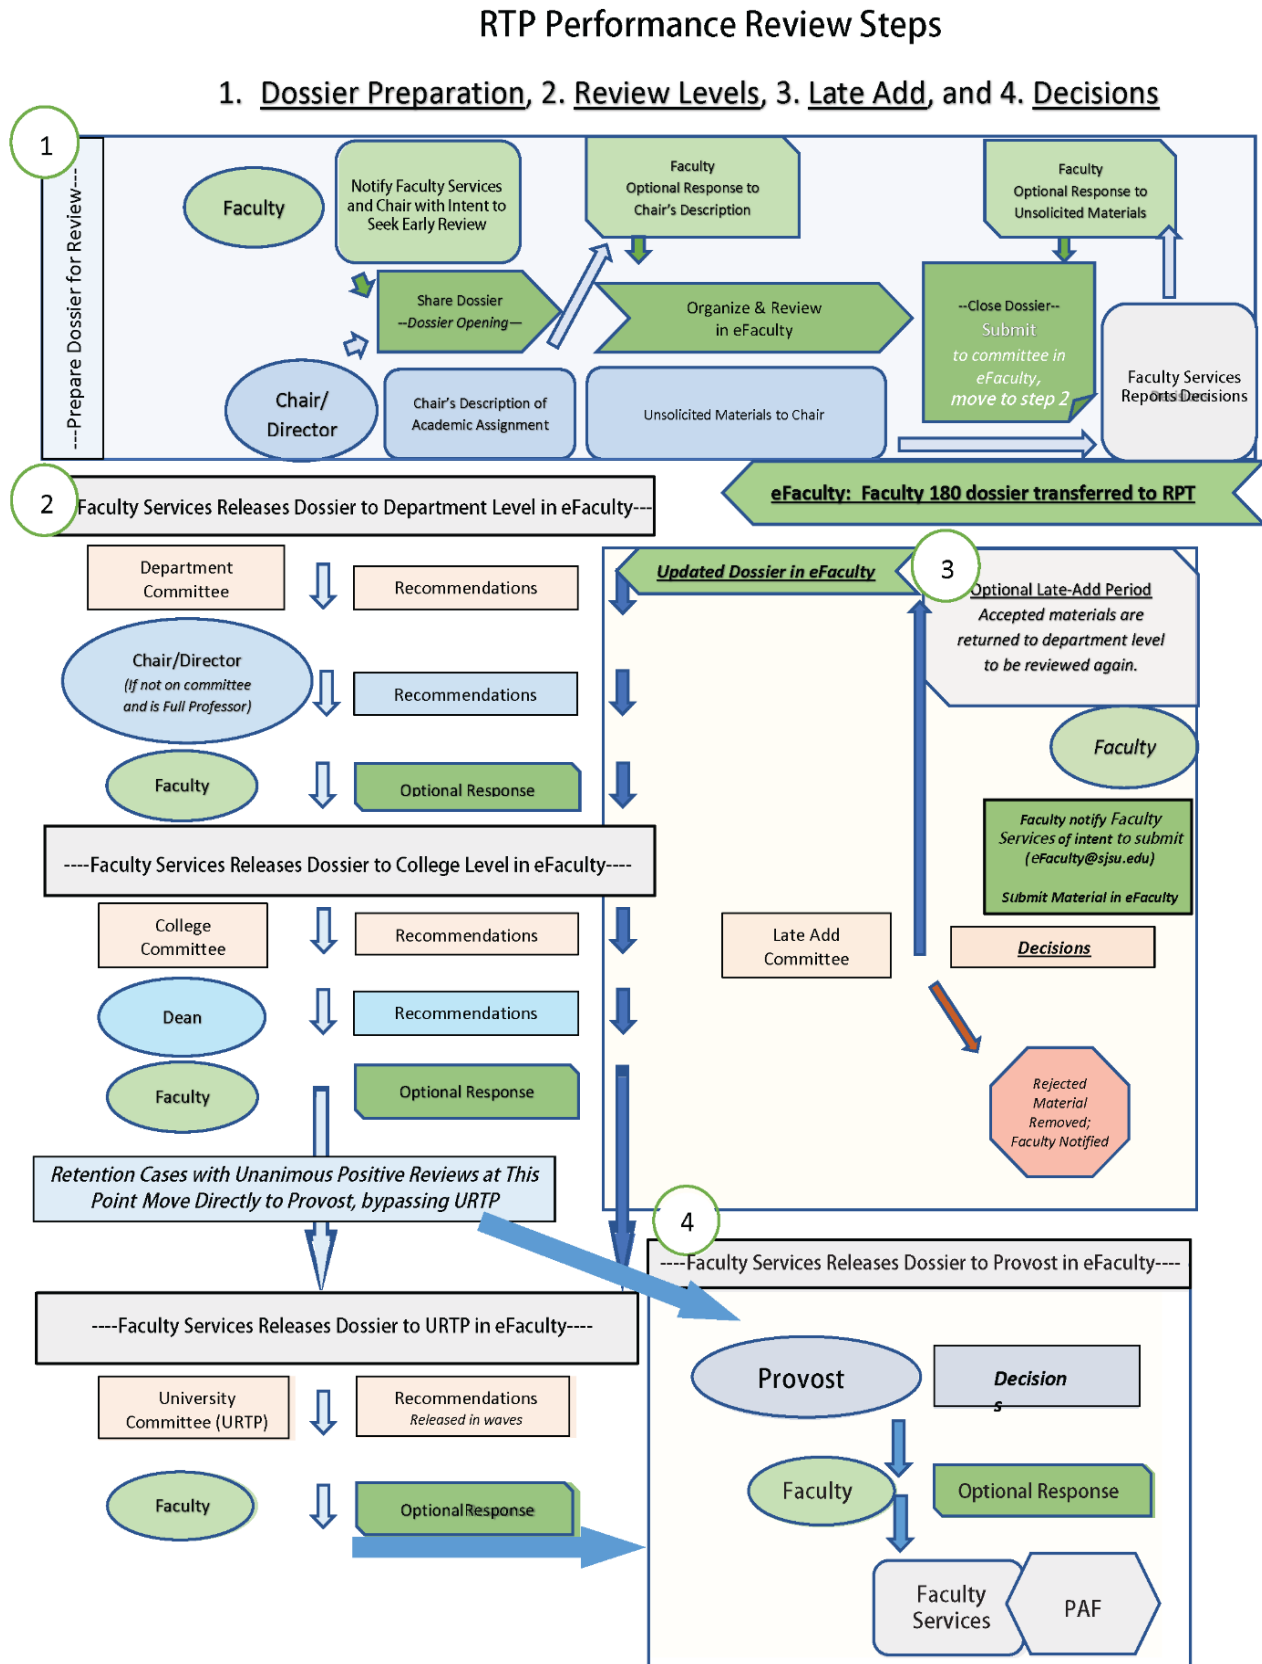 RTP Performance Review Steps
1. Dossier Preparation, 2. Review Levels, 3. Late Add, and 4. Decisions
1
---Prepare Dossier for Review---
Faculty
Notify Faculty Services
and Chair with Intent to
Seek Early Review
Faculty
Optional Response to
Chair's Description
Faculty
Optional Response to
Unsolicited Materials
Share Dossier
--Dossier Opening—
Organize & Review
in eFaculty
--Close Dossier--
Submit
to committee in
eFaculty,
move to step 2
Chair/
Director
Chair's Description of
Academic Assignment
Unsolicited Materials to Chair
Faculty Services
Reports Decisions
2
Faculty Services Releases Dossier to Department Level in eFaculty---
eFaculty: Faculty 180 dossier transferred to RPT
Department
Committee
Recommendations
Chair/Director
(If not on committee
and is Full Professor)
Recommendations
Faculty
Optional Response
Updated Dossier in eFaculty
3
Optional Late-Add Period
Accepted materials are
returned to department level
to be reviewed again.
Faculty
Faculty notify Faculty
Services of intent to submit
(eFaculty@sjsu.edu)
Submit Material in eFaculty
----Faculty Services Releases Dossier to College Level in eFaculty----
College
Committee
Recommendations
Late Add
Committee
Decisions
Dean
Recommendations
Faculty
Optional Response
Rejected
Material
Removed;
Faculty Notified
Retention Cases with Unanimous Positive Reviews at This
Point Move Directly to Provost, bypassing URTP
4
----Faculty Services Releases Dossier to Provost in eFaculty----
----Faculty Services Releases Dossier to URTP in eFaculty----
University
Committee (URTP)
Recommendations
Released in waves
Faculty
OptionalResponse
Provost
Decision
s
Faculty
Optional Response
Faculty
Services
PAF